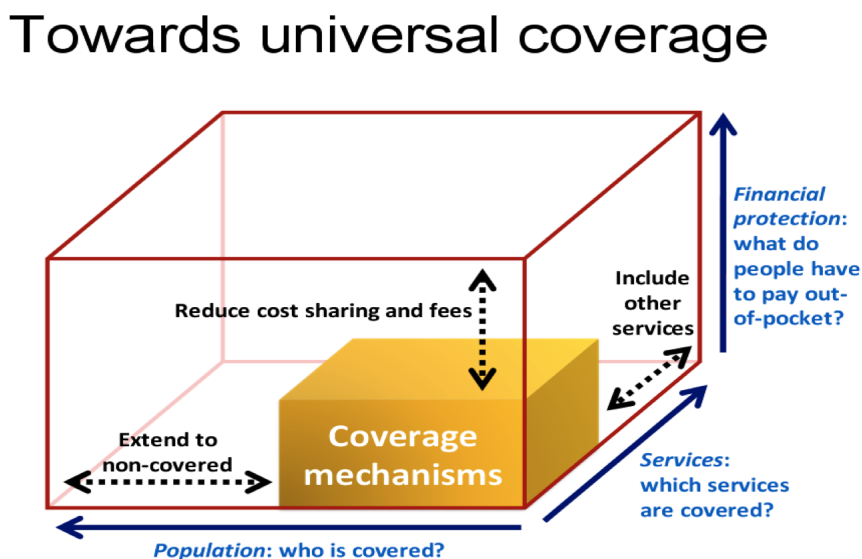 Towards universal coverage
Financial
protection:
what do
people have
to pay out-
of-pocket?
Include
other
services
Reduce cost sharing and fees
Coverage
mechanisms
Extend to
non-covered
Services:
which services
are covered?
Population: who is covered?